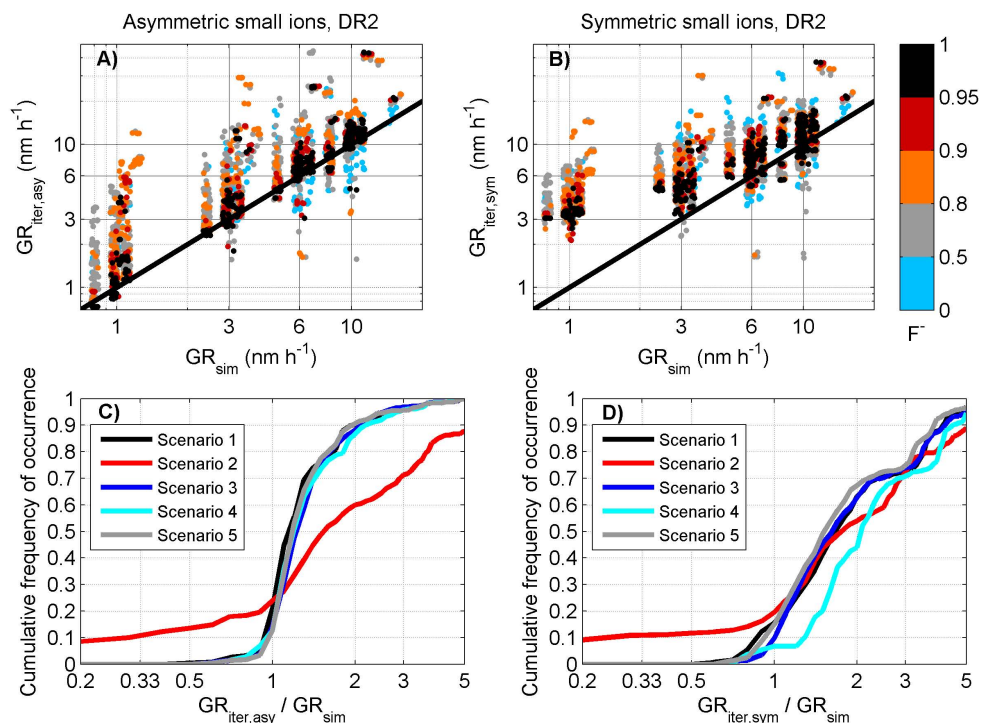 Asymmetric small ions, DR2
Symmetric small ions, DR2
A)
GR_iter,asy (nm h⁻¹)
10
6
3
1
1
3
6
10
GR_sim (nm h⁻¹)
B)
GR_iter,sym (nm h⁻¹)
10
6
3
1
1
3
6
10
GR_sim (nm h⁻¹)
1
0.95
0.9
0.8
0.5
0
F⁻
C)
Cumulative frequency of occurrence
1
0.9
0.8
0.7
0.6
0.5
0.4
0.3
0.2
0.1
0
Scenario 1
Scenario 2
Scenario 3
Scenario 4
Scenario 5
0.2
0.33
0.5
1
2
3
5
GR_iter,asy / GR_sim
D)
Cumulative frequency of occurrence
1
0.9
0.8
0.7
0.6
0.5
0.4
0.3
0.2
0.1
0
Scenario 1
Scenario 2
Scenario 3
Scenario 4
Scenario 5
0.2
0.33
0.5
1
2
3
5
GR_iter,sym / GR_sim